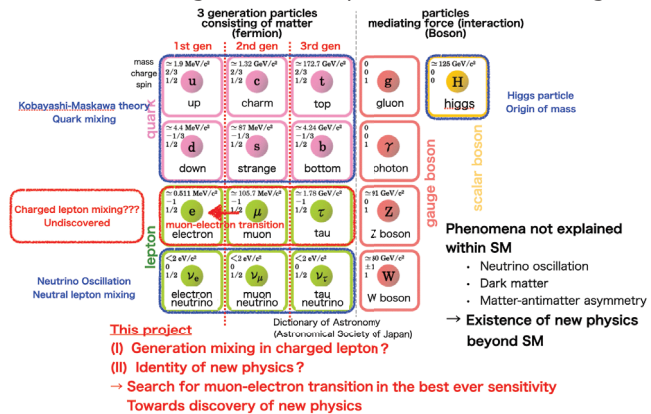 3 generation particles
consisting of matter
(fermion)
particles
mediating force (interaction)
(Boson)
1st gen
2nd gen
3rd gen
mass
charge
spin
≃1.9 MeV/c²
2/3
1/2
u
up
≃1.32 GeV/c²
2/3
1/2
c
charm
≃172.7 GeV/c²
2/3
1/2
t
top
0
0
1
g
gluon
≃125 GeV/c²
0
0
H
higgs
Higgs particle
Origin of mass
Kobayashi-Maskawa theory
Quark mixing
quark
≃4.4 MeV/c²
−1/3
1/2
d
down
≃87 MeV/c²
−1/3
1/2
s
strange
≃4.24 GeV/c²
−1/3
1/2
b
bottom
0
0
1
γ
photon
gauge boson
scalar boson
Charged lepton mixing???
Undiscovered
≃0.511 MeV/c²
−1
1/2
e
electron
≃105.7 MeV/c²
−1
1/2
μ
muon
muon-electron transition
≃1.78 GeV/c²
−1
1/2
τ
tau
≃91 GeV/c²
0
1
Z
Z boson
lepton
Neutrino Oscillation
Neutral lepton mixing
<2 eV/c²
0
1/2
νe
electron
neutrino
<2 eV/c²
0
1/2
νμ
muon
neutrino
<2 eV/c²
0
1/2
ντ
tau
neutrino
≃80 GeV/c²
±1
1
W
W boson
Phenomena not explained
within SM
・ Neutrino oscillation
・ Dark matter
・ Matter-antimatter asymmetry
→ Existence of new physics
beyond SM
Dictionary of Astronomy
(Astronomical Society of Japan)
This project
(I) Generation mixing in charged lepton?
(II) Identity of new physics?
→ Search for muon-electron transition in the best ever sensitivity
Towards discovery of new physics